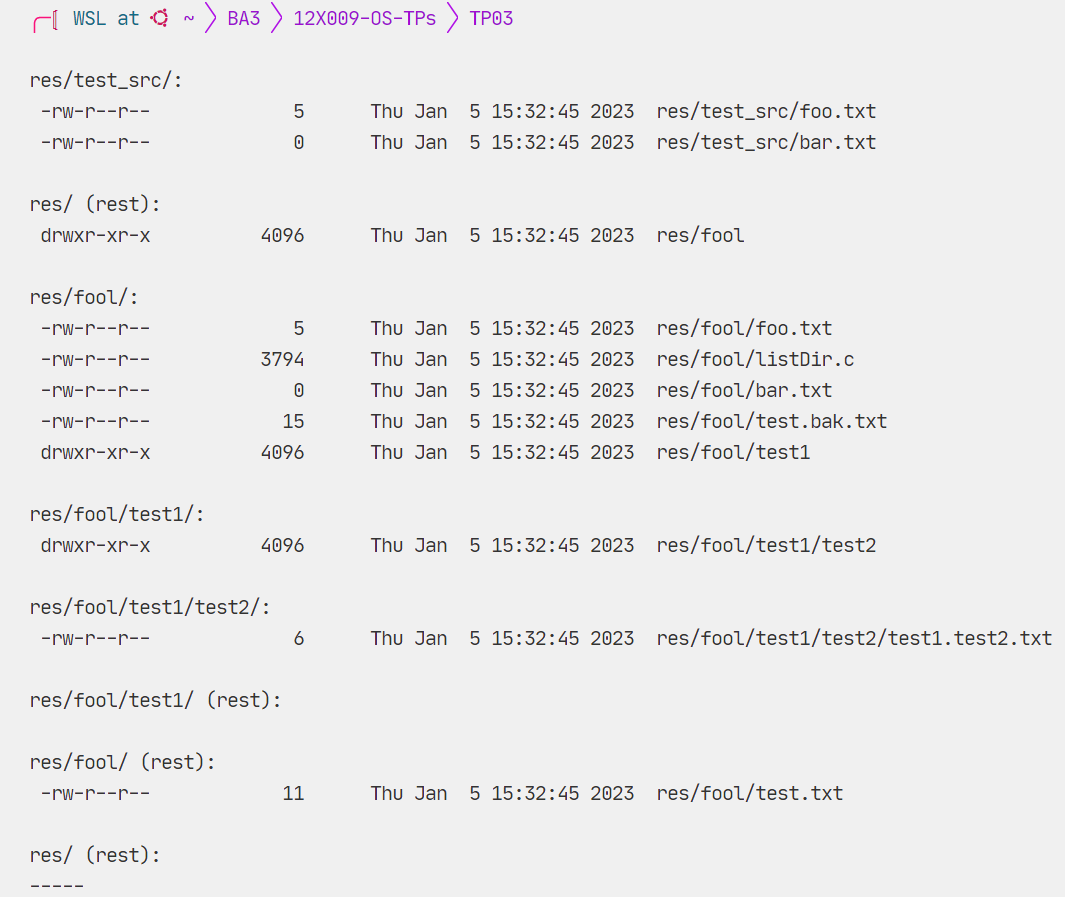 WSL at ~ BA3 12X009-OS-TPs TP03
res/test_src/:
-rw-r--r-- 5 Thu Jan  5 15:32:45 2023 res/test_src/foo.txt
-rw-r--r-- 0 Thu Jan  5 15:32:45 2023 res/test_src/bar.txt
res/ (rest):
drwxr-xr-x 4096 Thu Jan  5 15:32:45 2023 res/fool
res/fool/:
-rw-r--r-- 5 Thu Jan  5 15:32:45 2023 res/fool/foo.txt
-rw-r--r-- 3794 Thu Jan  5 15:32:45 2023 res/fool/listDir.c
-rw-r--r-- 0 Thu Jan  5 15:32:45 2023 res/fool/bar.txt
-rw-r--r-- 15 Thu Jan  5 15:32:45 2023 res/fool/test.bak.txt
drwxr-xr-x 4096 Thu Jan  5 15:32:45 2023 res/fool/test1
res/fool/test1/:
drwxr-xr-x 4096 Thu Jan  5 15:32:45 2023 res/fool/test1/test2
res/fool/test1/test2/:
-rw-r--r-- 6 Thu Jan  5 15:32:45 2023 res/fool/test1/test2/test1.test2.txt
res/fool/test1/ (rest):
res/fool/ (rest):
-rw-r--r-- 11 Thu Jan  5 15:32:45 2023 res/fool/test.txt
res/ (rest):
-----